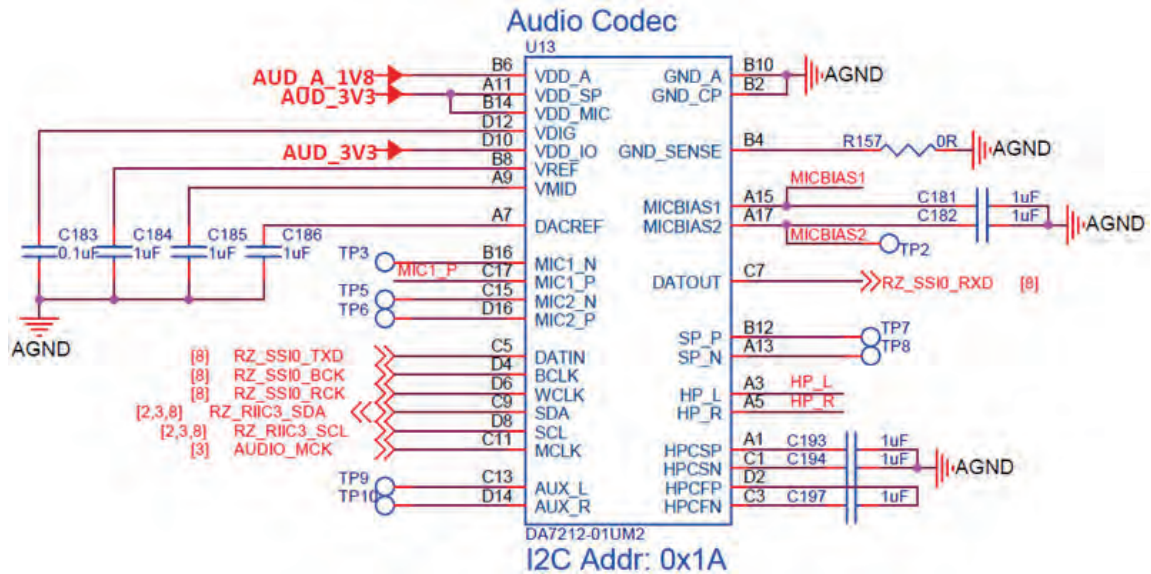 Audio Codec
U13
AUD_A_1V8 B6 VDD_A GND_A B10 AGND
AUD_3V3 A11 VDD_SP GND_CP B2
B14 VDD_MIC
D12 VDIG
AUD_3V3 D10 VDD_IO GND_SENSE B4 R157 0R AGND
B8 VREF
A9 VMID MICBIAS1
MICBIAS1 A15 C181 1uF
A7 DACREF MICBIAS2 A17 C182 1uF AGND
MICBIAS2 TP2
C183 C184 C185 C186
0.1uF 1uF 1uF 1uF
TP3 B16 MIC1_N
MIC1_P C17 MIC1_P DATOUT C7 RZ_SSI0_RXD [8]
TP5 C15 MIC2_N
TP6 D16 MIC2_P
AGND
SP_P B12 TP7
SP_N A13 TP8
[8] RZ_SSI0_TXD C5 DATIN
[8] RZ_SSI0_BCK D4 BCLK
[8] RZ_SSI0_RCK D6 WCLK HP_L A3 HP_L
[2,3,8] RZ_RIIC3_SDA C9 SDA HP_R A5 HP_R
[2,3,8] RZ_RIIC3_SCL D8 SCL
[3] AUDIO_MCK C11 MCLK HPCSP A1 C193 1uF
HPCSN C1 C194 1uF AGND
TP9 C13 AUX_L HPCFP D2
TP10 D14 AUX_R HPCFN C3 C197 1uF
DA7212-01UM2
I2C Addr: 0x1A